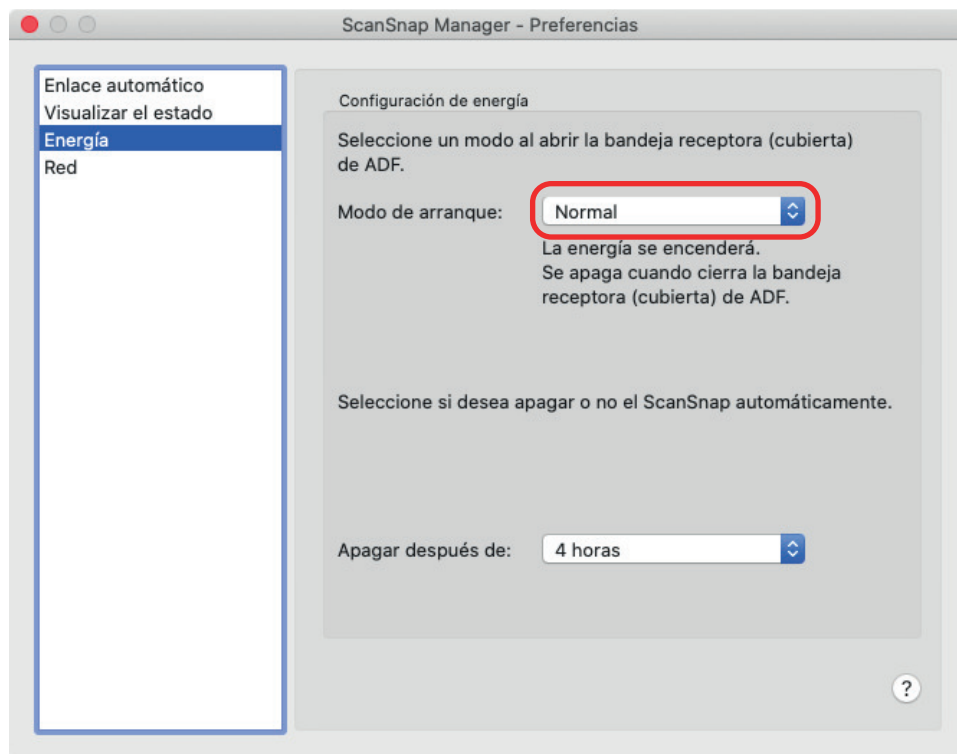 ScanSnap Manager - Preferencias
Enlace automático
Visualizar el estado
Energía
Red
Configuración de energía
Seleccione un modo al abrir la bandeja receptora (cubierta)
de ADF.
Modo de arranque: Normal
La energía se encenderá.
Se apaga cuando cierra la bandeja
receptora (cubierta) de ADF.
Seleccione si desea apagar o no el ScanSnap automáticamente.
Apagar después de: 4 horas
?